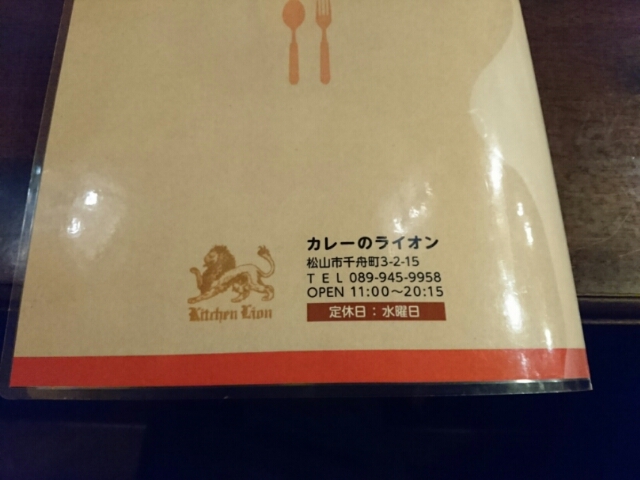 カレーのライオン
松山市千舟町3-2-15
TEL 089-945-9958
OPEN 11:00～20:15
定休日：水曜日
Kitchen Lion